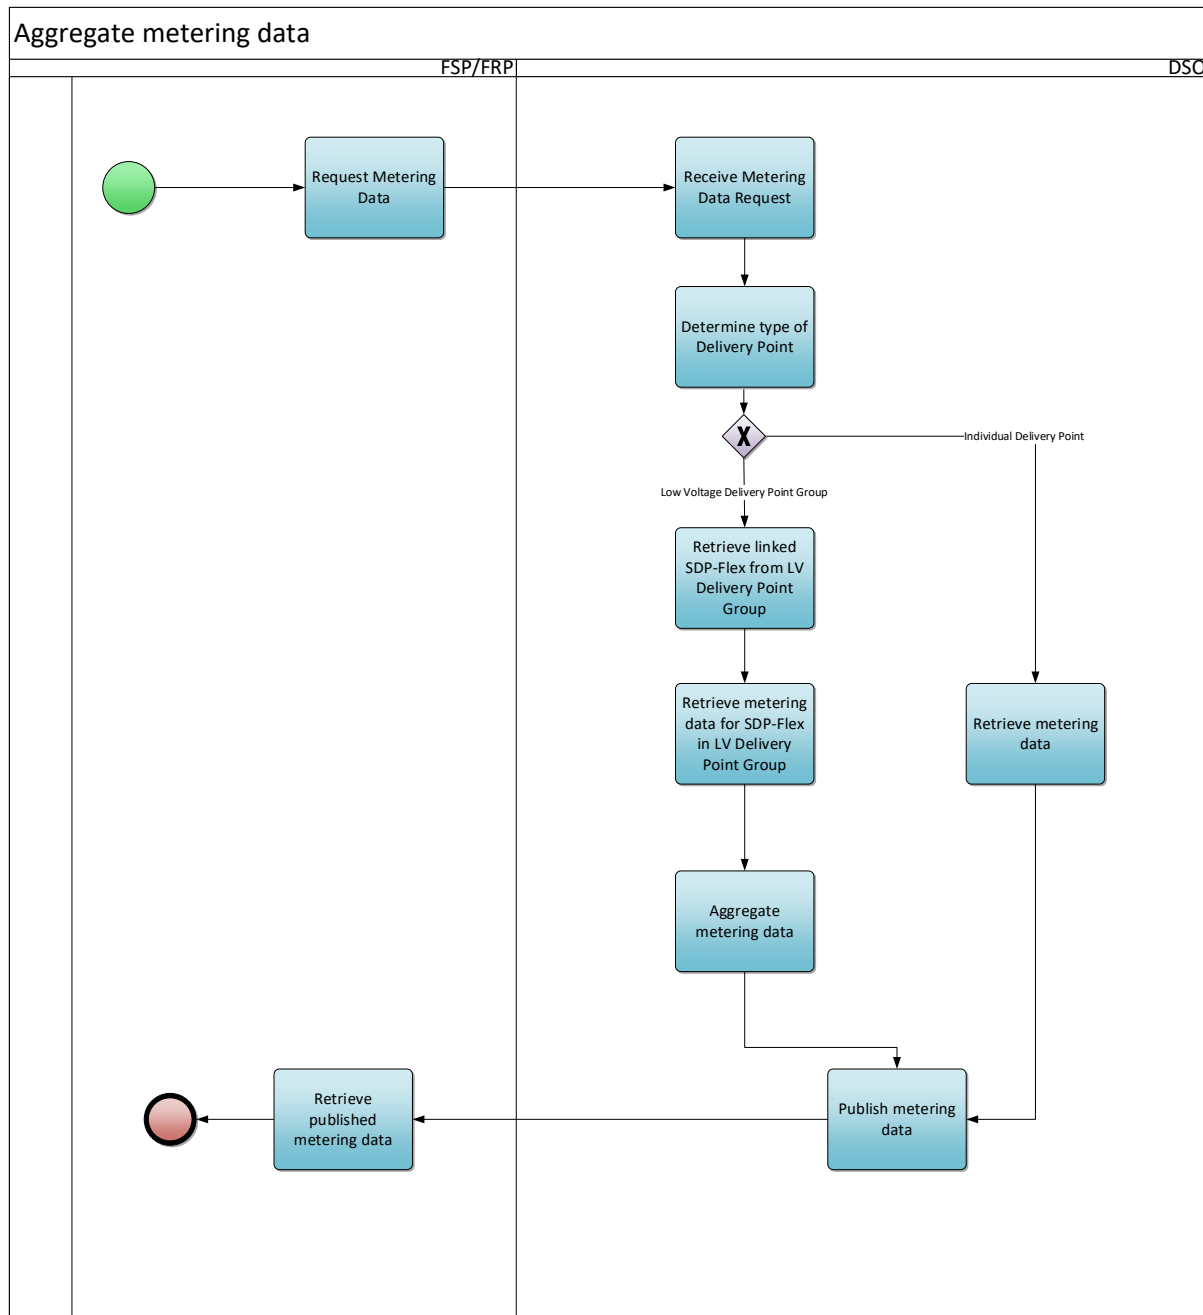 Aggregate metering data
FSP/FRP
DSO
Request Metering
Data
Receive Metering
Data Request
Determine type of
Delivery Point
X
Individual Delivery Point
Low Voltage Delivery Point Group
Retrieve linked
SDP-Flex from LV
Delivery Point
Group
Retrieve metering
data for SDP-Flex
in LV Delivery
Point Group
Retrieve metering
data
Aggregate
metering data
Retrieve
published
metering data
Publish metering
data